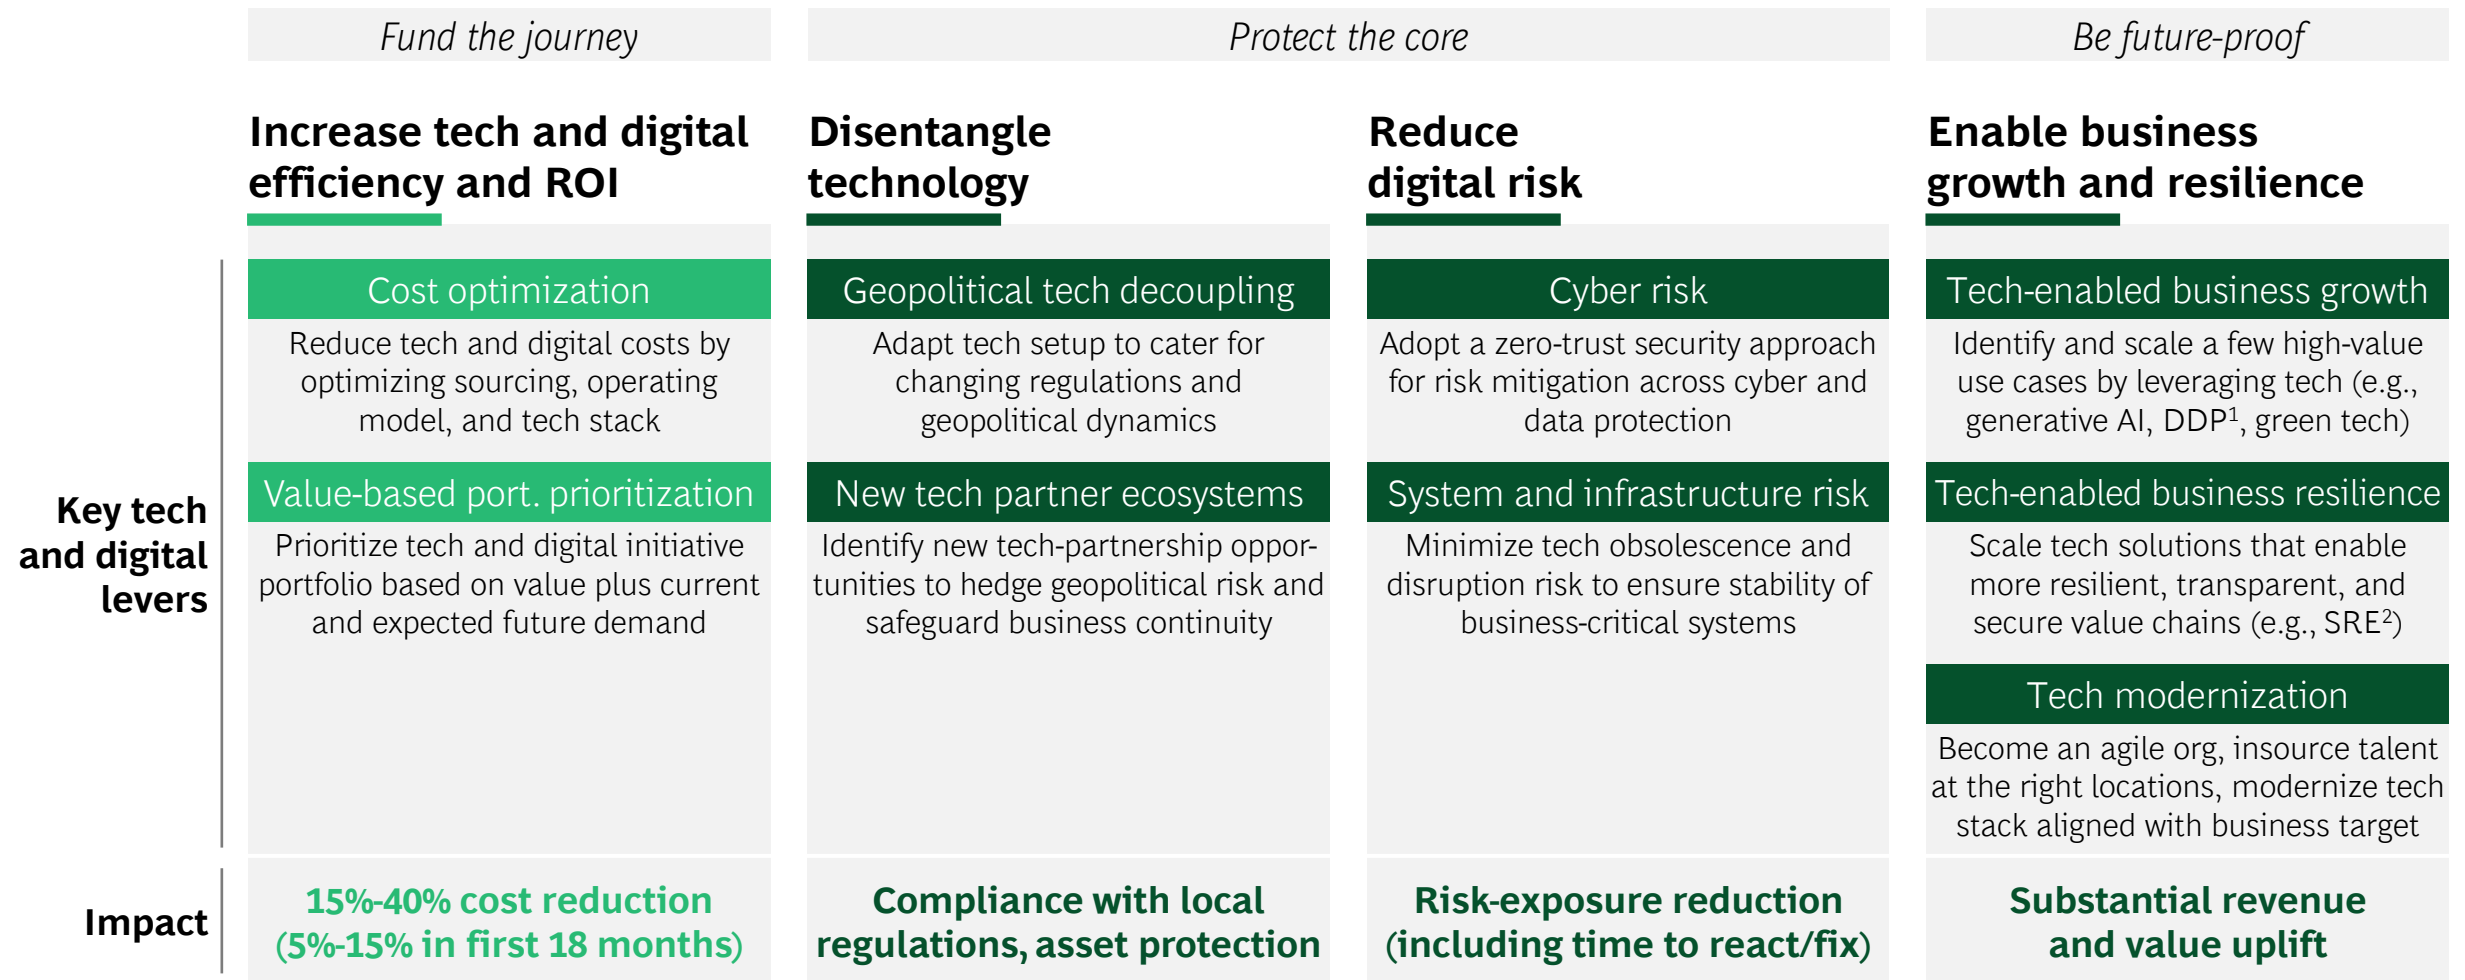 Fund the journey
Protect the core
Be future-proof
Increase tech and digital
efficiency and ROI
Disentangle
technology
Reduce
digital risk
Enable business
growth and resilience
Key tech
and digital
levers
Cost optimization
Reduce tech and digital costs by
optimizing sourcing, operating
model, and tech stack
Value-based port. prioritization
Prioritize tech and digital initiative
portfolio based on value plus current
and expected future demand
Geopolitical tech decoupling
Adapt tech setup to cater for
changing regulations and
geopolitical dynamics
New tech partner ecosystems
Identify new tech-partnership oppor-
tunities to hedge geopolitical risk and
safeguard business continuity
Cyber risk
Adopt a zero-trust security approach
for risk mitigation across cyber and
data protection
System and infrastructure risk
Minimize tech obsolescence and
disruption risk to ensure stability of
business-critical systems
Tech-enabled business growth
Identify and scale a few high-value
use cases by leveraging tech (e.g.,
generative AI, DDP¹, green tech)
Tech-enabled business resilience
Scale tech solutions that enable
more resilient, transparent, and
secure value chains (e.g., SRE²)
Tech modernization
Become an agile org, insource talent
at the right locations, modernize tech
stack aligned with business target
Impact
15%-40% cost reduction
(5%-15% in first 18 months)
Compliance with local
regulations, asset protection
Risk-exposure reduction
(including time to react/fix)
Substantial revenue
and value uplift